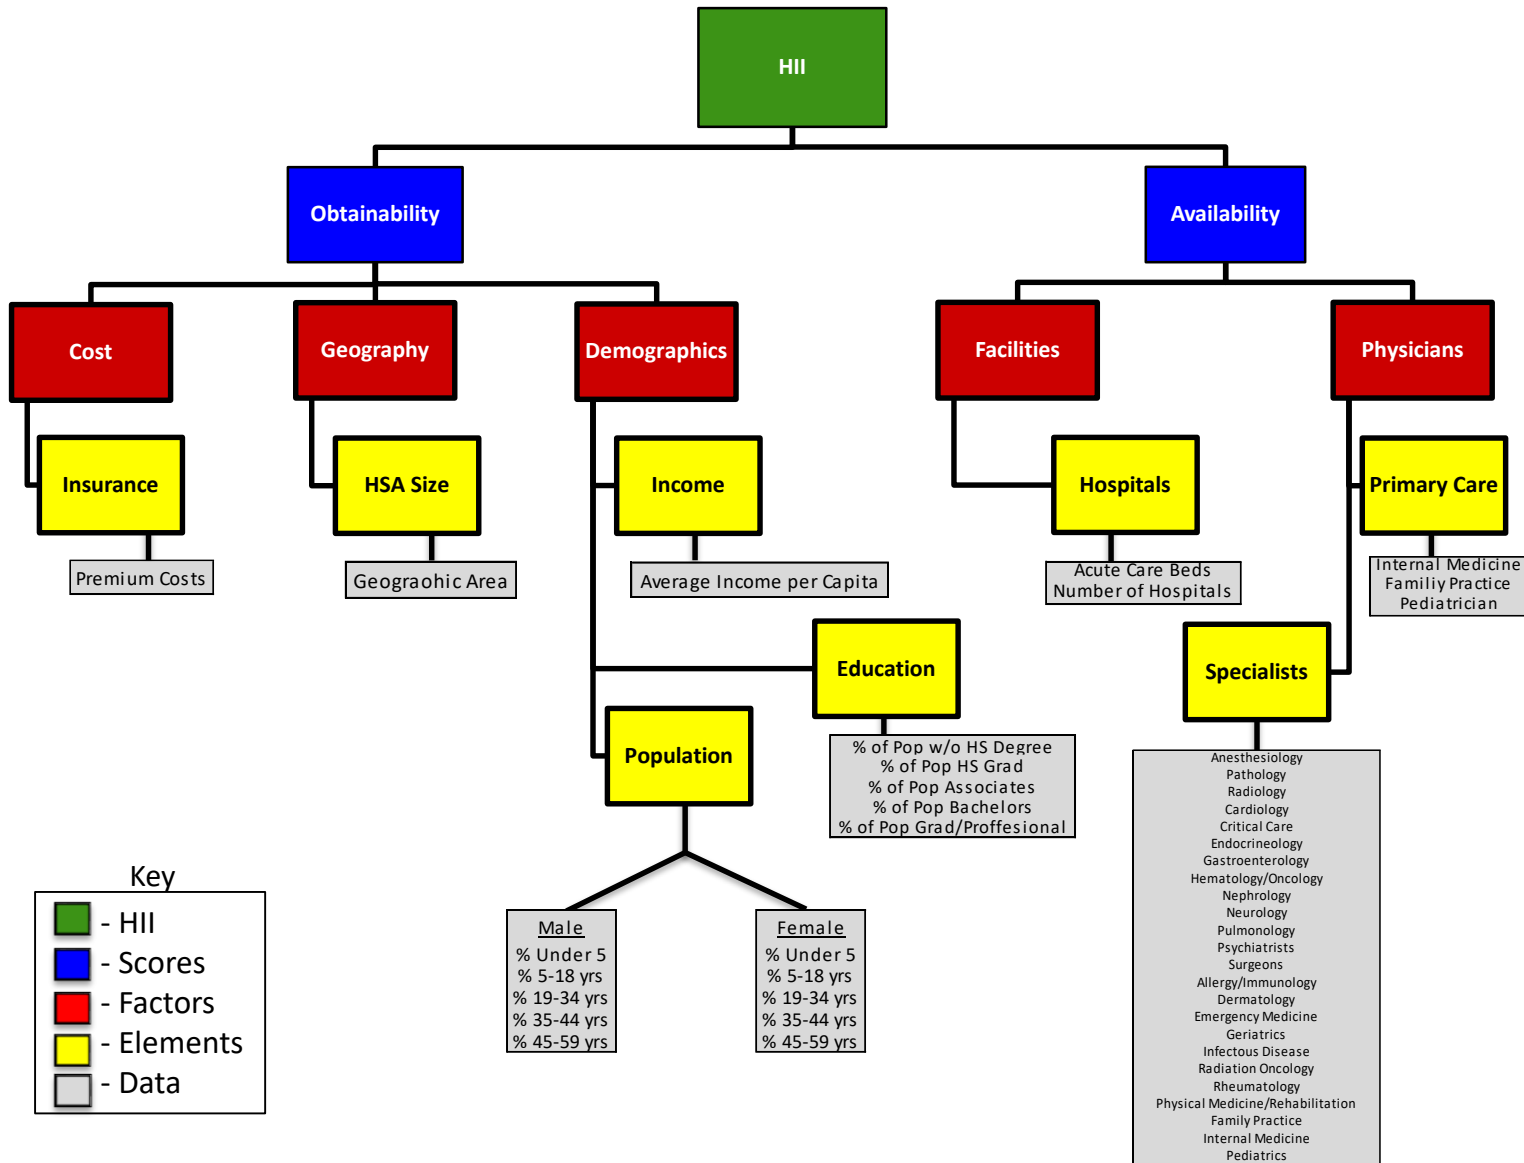 HII
Obtainability
Availability
Cost
Geography
Demographics
Facilities
Physicians
Insurance
HSA Size
Income
Hospitals
Primary Care
Premium Costs
Geograohic Area
Average Income per Capita
Acute Care Beds
Number of Hospitals
Internal Medicine
Familiy Practice
Pediatrician
Education
Specialists
Population
% of Pop w/o HS Degree
% of Pop HS Grad
% of Pop Associates
% of Pop Bachelors
% of Pop Grad/Proffesional
Anesthesiology
Pathology
Radiology
Cardiology
Critical Care
Endocrineology
Gastroenterology
Hematology/Oncology
Nephrology
Neurology
Pulmonology
Psychiatrists
Surgeons
Allergy/Immunology
Dermatology
Emergency Medicine
Geriatrics
Infectous Disease
Radiation Oncology
Rheumatology
Physical Medicine/Rehabilitation
Family Practice
Internal Medicine
Pediatrics
Male
% Under 5
% 5-18 yrs
% 19-34 yrs
% 35-44 yrs
% 45-59 yrs
Female
% Under 5
% 5-18 yrs
% 19-34 yrs
% 35-44 yrs
% 45-59 yrs
Key
- HII
- Scores
- Factors
- Elements
- Data